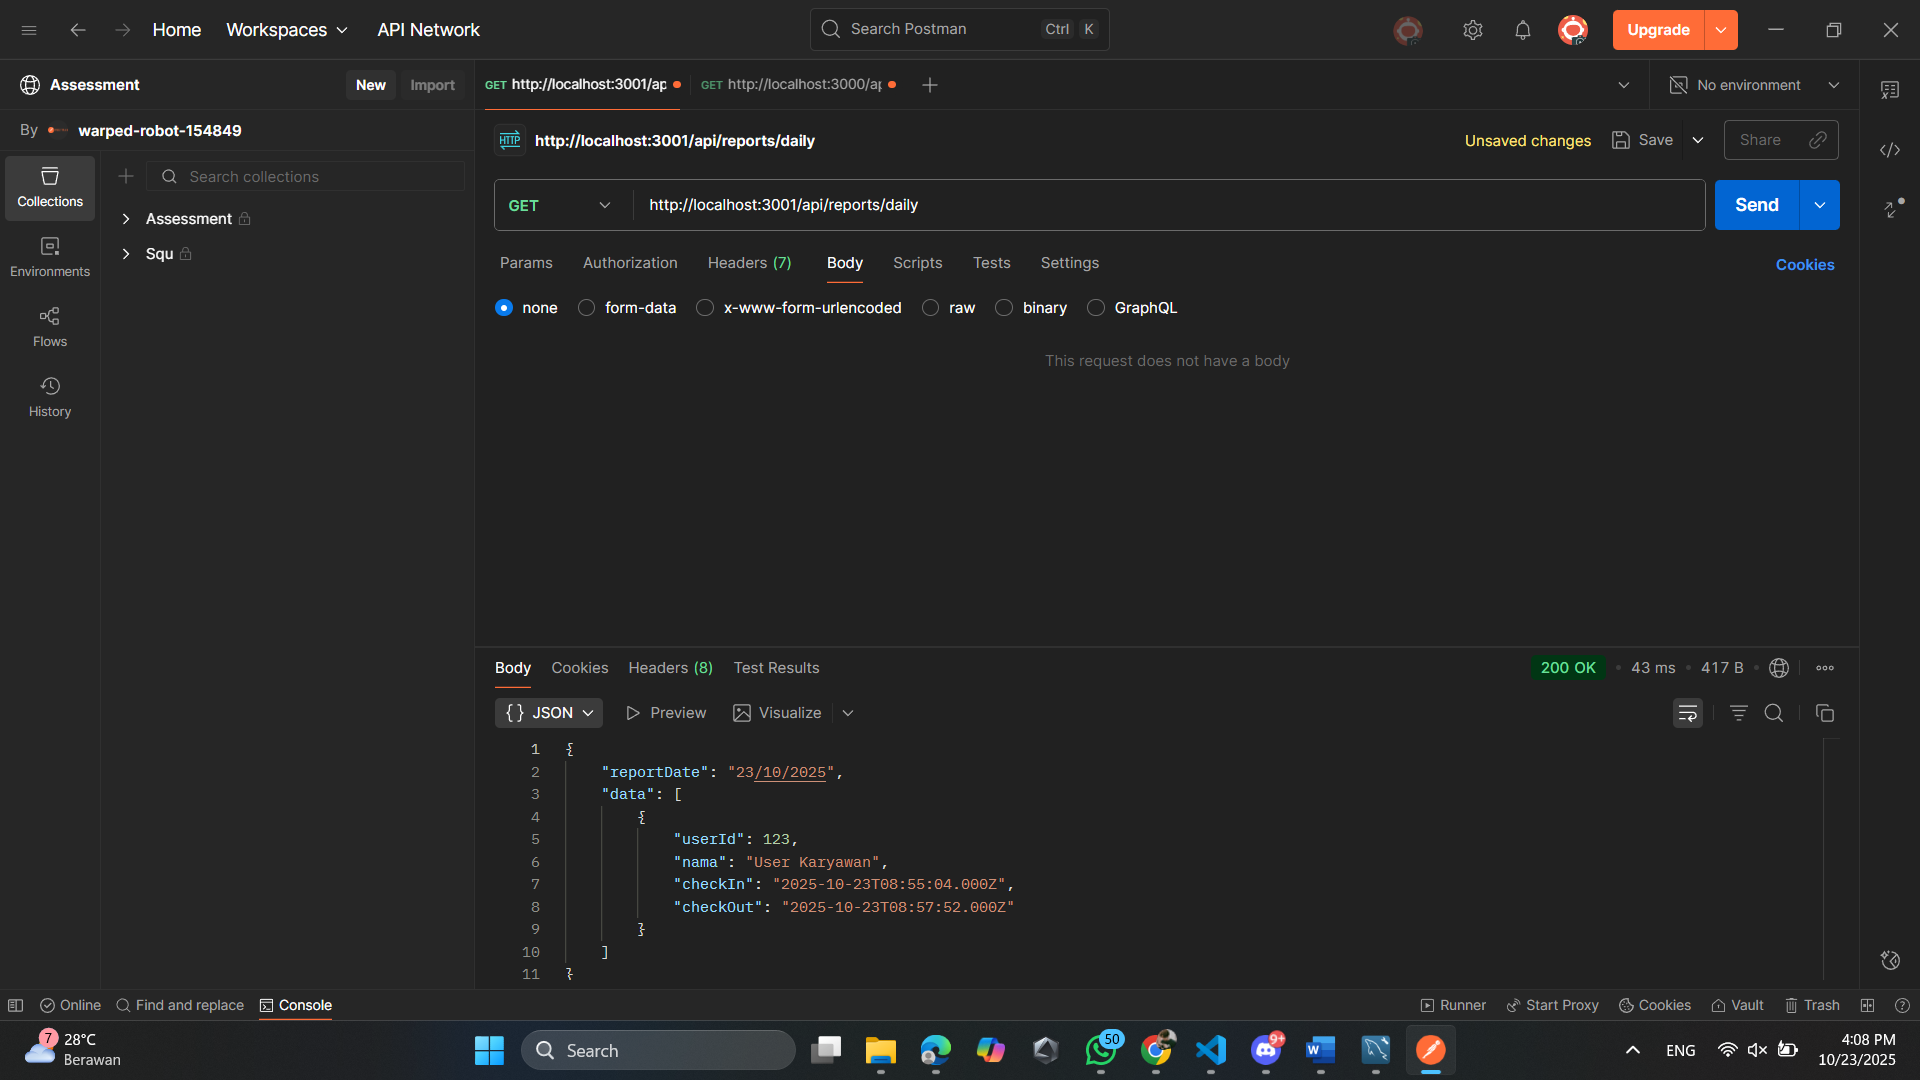 Home Workspaces API Network Search Postman Ctrl K Upgrade
Assessment New Import GET http://localhost:3001/ap GET http://localhost:3000/ap No environment
By warped-robot-154849
HTTP http://localhost:3001/api/reports/daily Unsaved changes Save Share
Collections
Search collections
Assessment
Squ
Environments
Flows
History
GET http://localhost:3001/api/reports/daily Send
Params Authorization Headers (7) Body Scripts Tests Settings Cookies
none form-data x-www-form-urlencoded raw binary GraphQL
This request does not have a body
Body Cookies Headers (8) Test Results 200 OK • 43 ms • 417 B •
{} JSON Preview Visualize
1 {
2 "reportDate": "23/10/2025",
3 "data": [
4 {
5 "userId": 123,
6 "nama": "User Karyawan",
7 "checkIn": "2025-10-23T08:55:04.000Z",
8 "checkOut": "2025-10-23T08:57:52.000Z"
9 }
10 ]
11 }
Online Find and replace Console Runner Start Proxy Cookies Vault Trash
7 28°C
Berawan
Search
50
9+
W
ENG
4:08 PM
10/23/2025